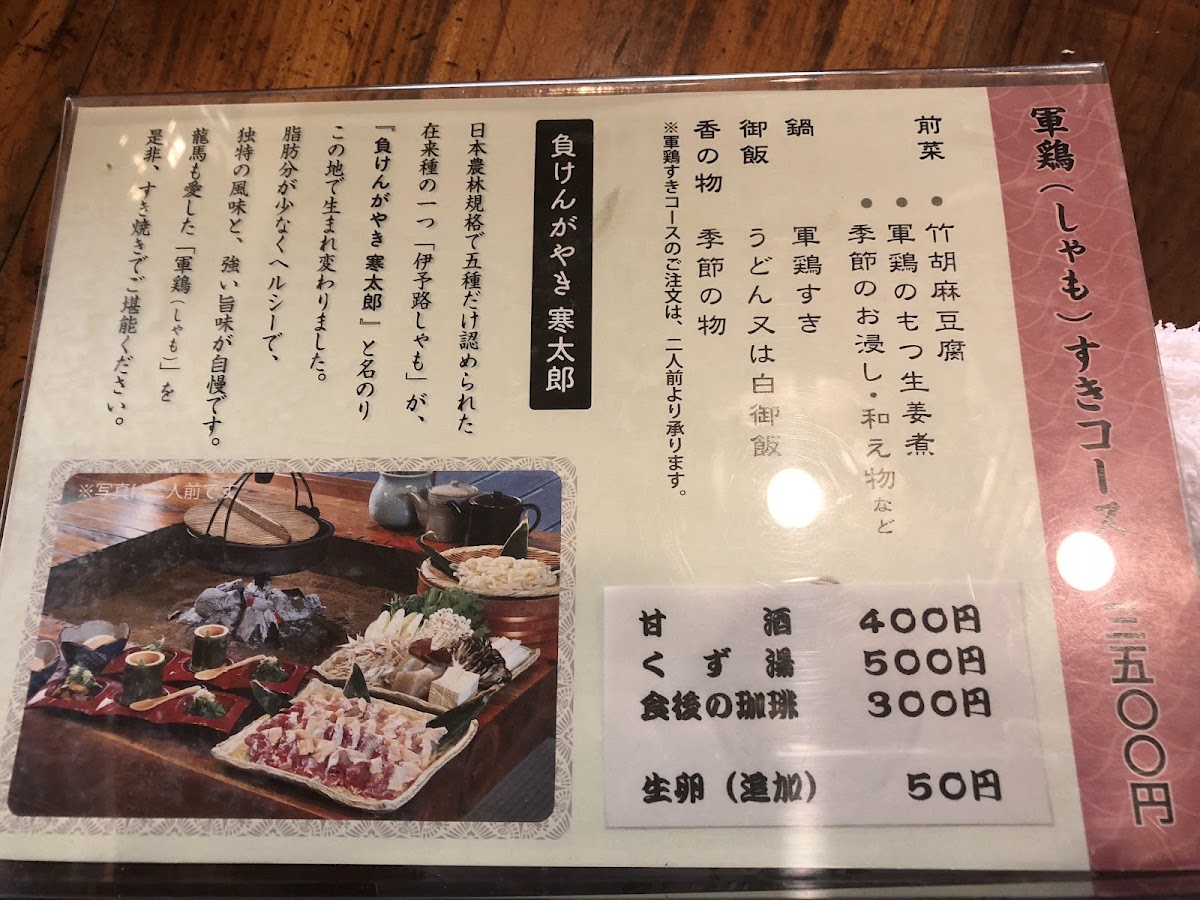 軍鶏（しゃも）すきコース 三五〇〇円
前菜 ● 竹胡麻豆腐
● 軍鶏のもつ生姜煮
● 季節のお浸し・和え物など
鍋 軍鶏すき
御飯 うどん又は白御飯
香の物 季節の物
※軍鶏すきコースのご注文は、二人前より承ります。
甘酒 400円
くず湯 500円
食後の珈琲 300円
生卵（追加） 50円
負けんがやき 寒太郎
日本農林規格で五種だけ認められた
在来種の一つ「伊予路しゃも」が、
『負けんがやき 寒太郎』と名のり
この地で生まれ変わりました。
脂肪分が少なくヘルシーで、
独特の風味と、強い旨味が自慢です。
龍馬も愛した「軍鶏（しゃも）」を
是非、すき焼きでご堪能ください。
※写真は二人前です